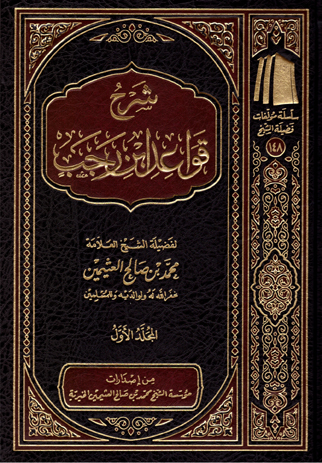 شرح
قواعد ابن رجب
لفضيلة الشيخ العلامة
محمد بن صالح العثيمين
غفر الله له ولوالديه وللمسلمين
المجلد الأول
من إصدارات
مؤسسة الشيخ محمد بن صالح العثيمين الخيرية
سلسلة مؤلفات
فضيلة الشيخ
١٤٨